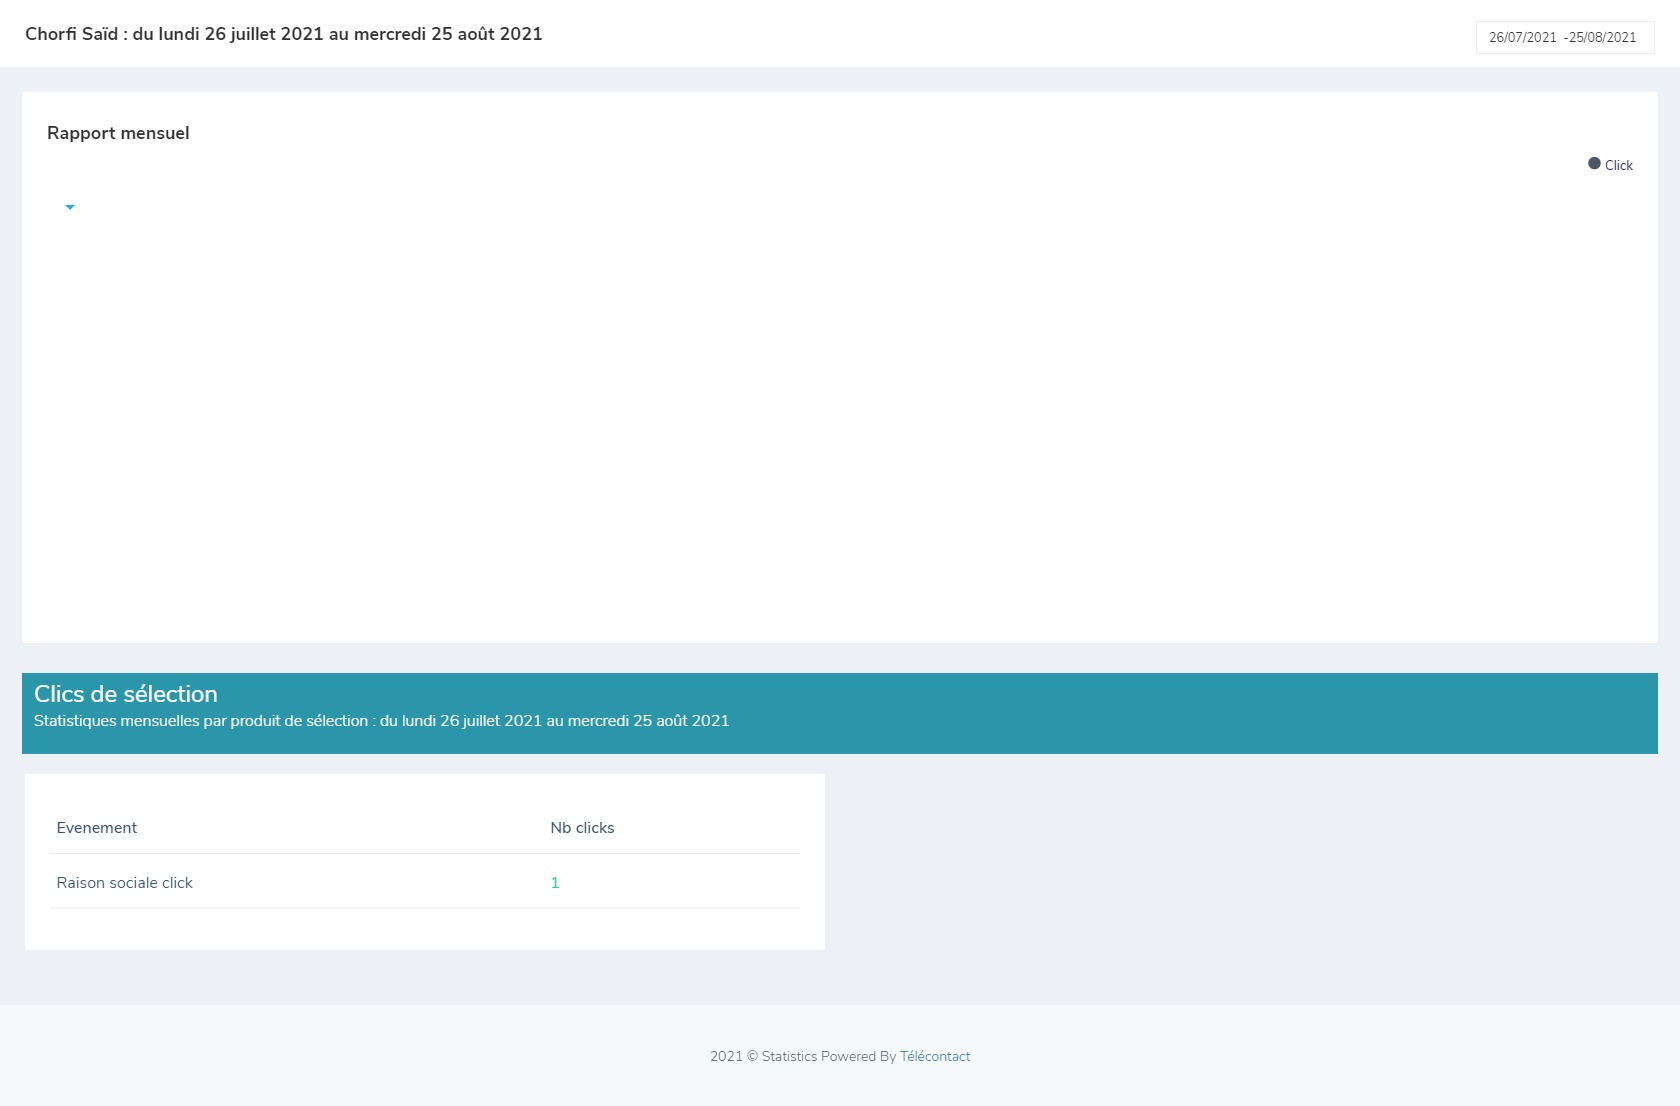 Chorfi Saïd : du lundi 26 juillet 2021 au mercredi 25 août 2021
26/07/2021 -25/08/2021
Rapport mensuel
Click
Clics de sélection
Statistiques mensuelles par produit de sélection : du lundi 26 juillet 2021 au mercredi 25 août 2021
Evenement Nb clicks
Raison sociale click 1
2021 © Statistics Powered By Télécontact